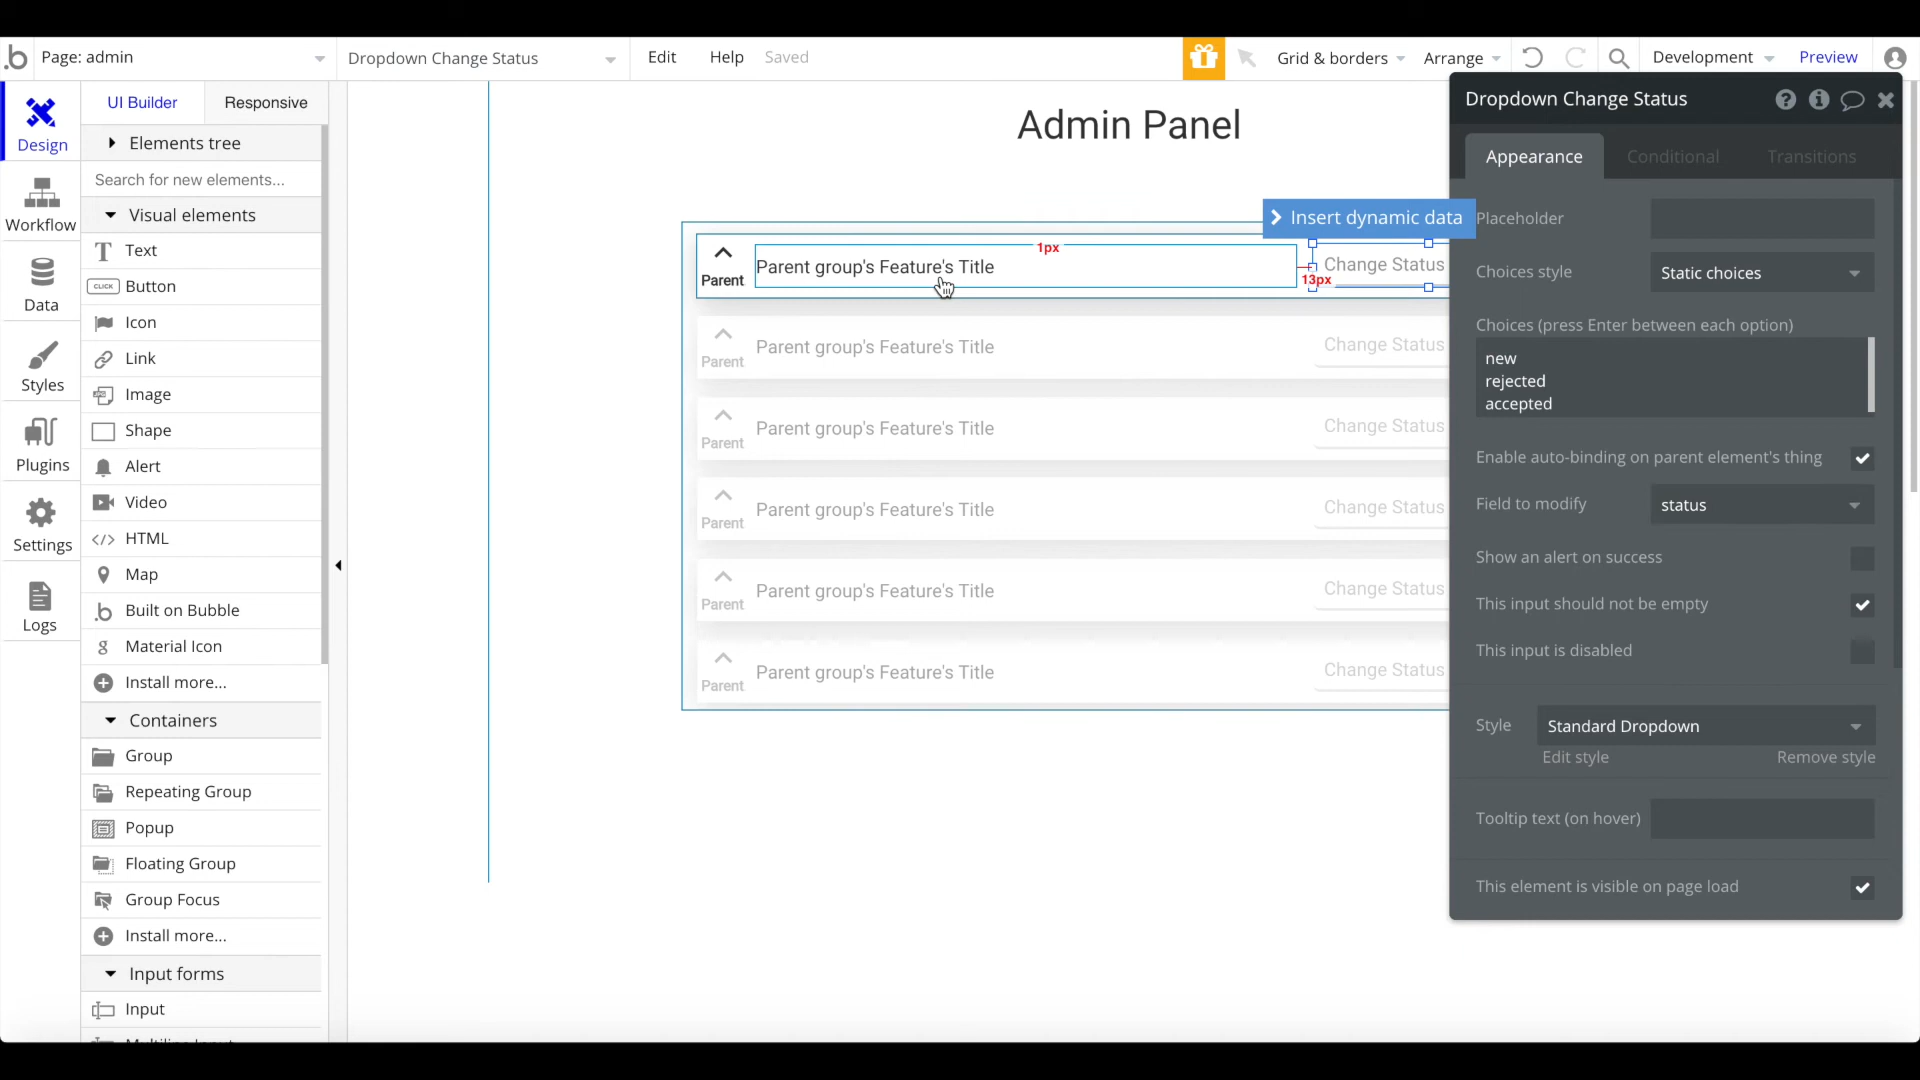 Page: admin
Dropdown Change Status
Edit
Help
Saved
Grid & borders
Arrange
Development
Preview
Design
Workflow
Data
Styles
Plugins
Settings
Logs
UI Builder
Responsive
Elements tree
Search for new elements...
Visual elements
Text
CLICK Button
Icon
Link
Image
Shape
Alert
Video
</> HTML
Map
Built on Bubble
g Material Icon
Install more...
Containers
Group
Repeating Group
Popup
Floating Group
Group Focus
Install more...
Input forms
Input
Admin Panel
Parent
Parent group's Feature's Title
1px
13px
Change Status
Parent
Parent group's Feature's Title
Change Status
Parent
Parent group's Feature's Title
Change Status
Parent
Parent group's Feature's Title
Change Status
Parent
Parent group's Feature's Title
Change Status
Parent
Parent group's Feature's Title
Change Status
Insert dynamic data
Dropdown Change Status
Appearance
Conditional
Transitions
Placeholder
Choices style
Static choices
Choices (press Enter between each option)
new
rejected
accepted
Enable auto-binding on parent element's thing
Field to modify
status
Show an alert on success
This input should not be empty
This input is disabled
Style
Standard Dropdown
Edit style
Remove style
Tooltip text (on hover)
This element is visible on page load